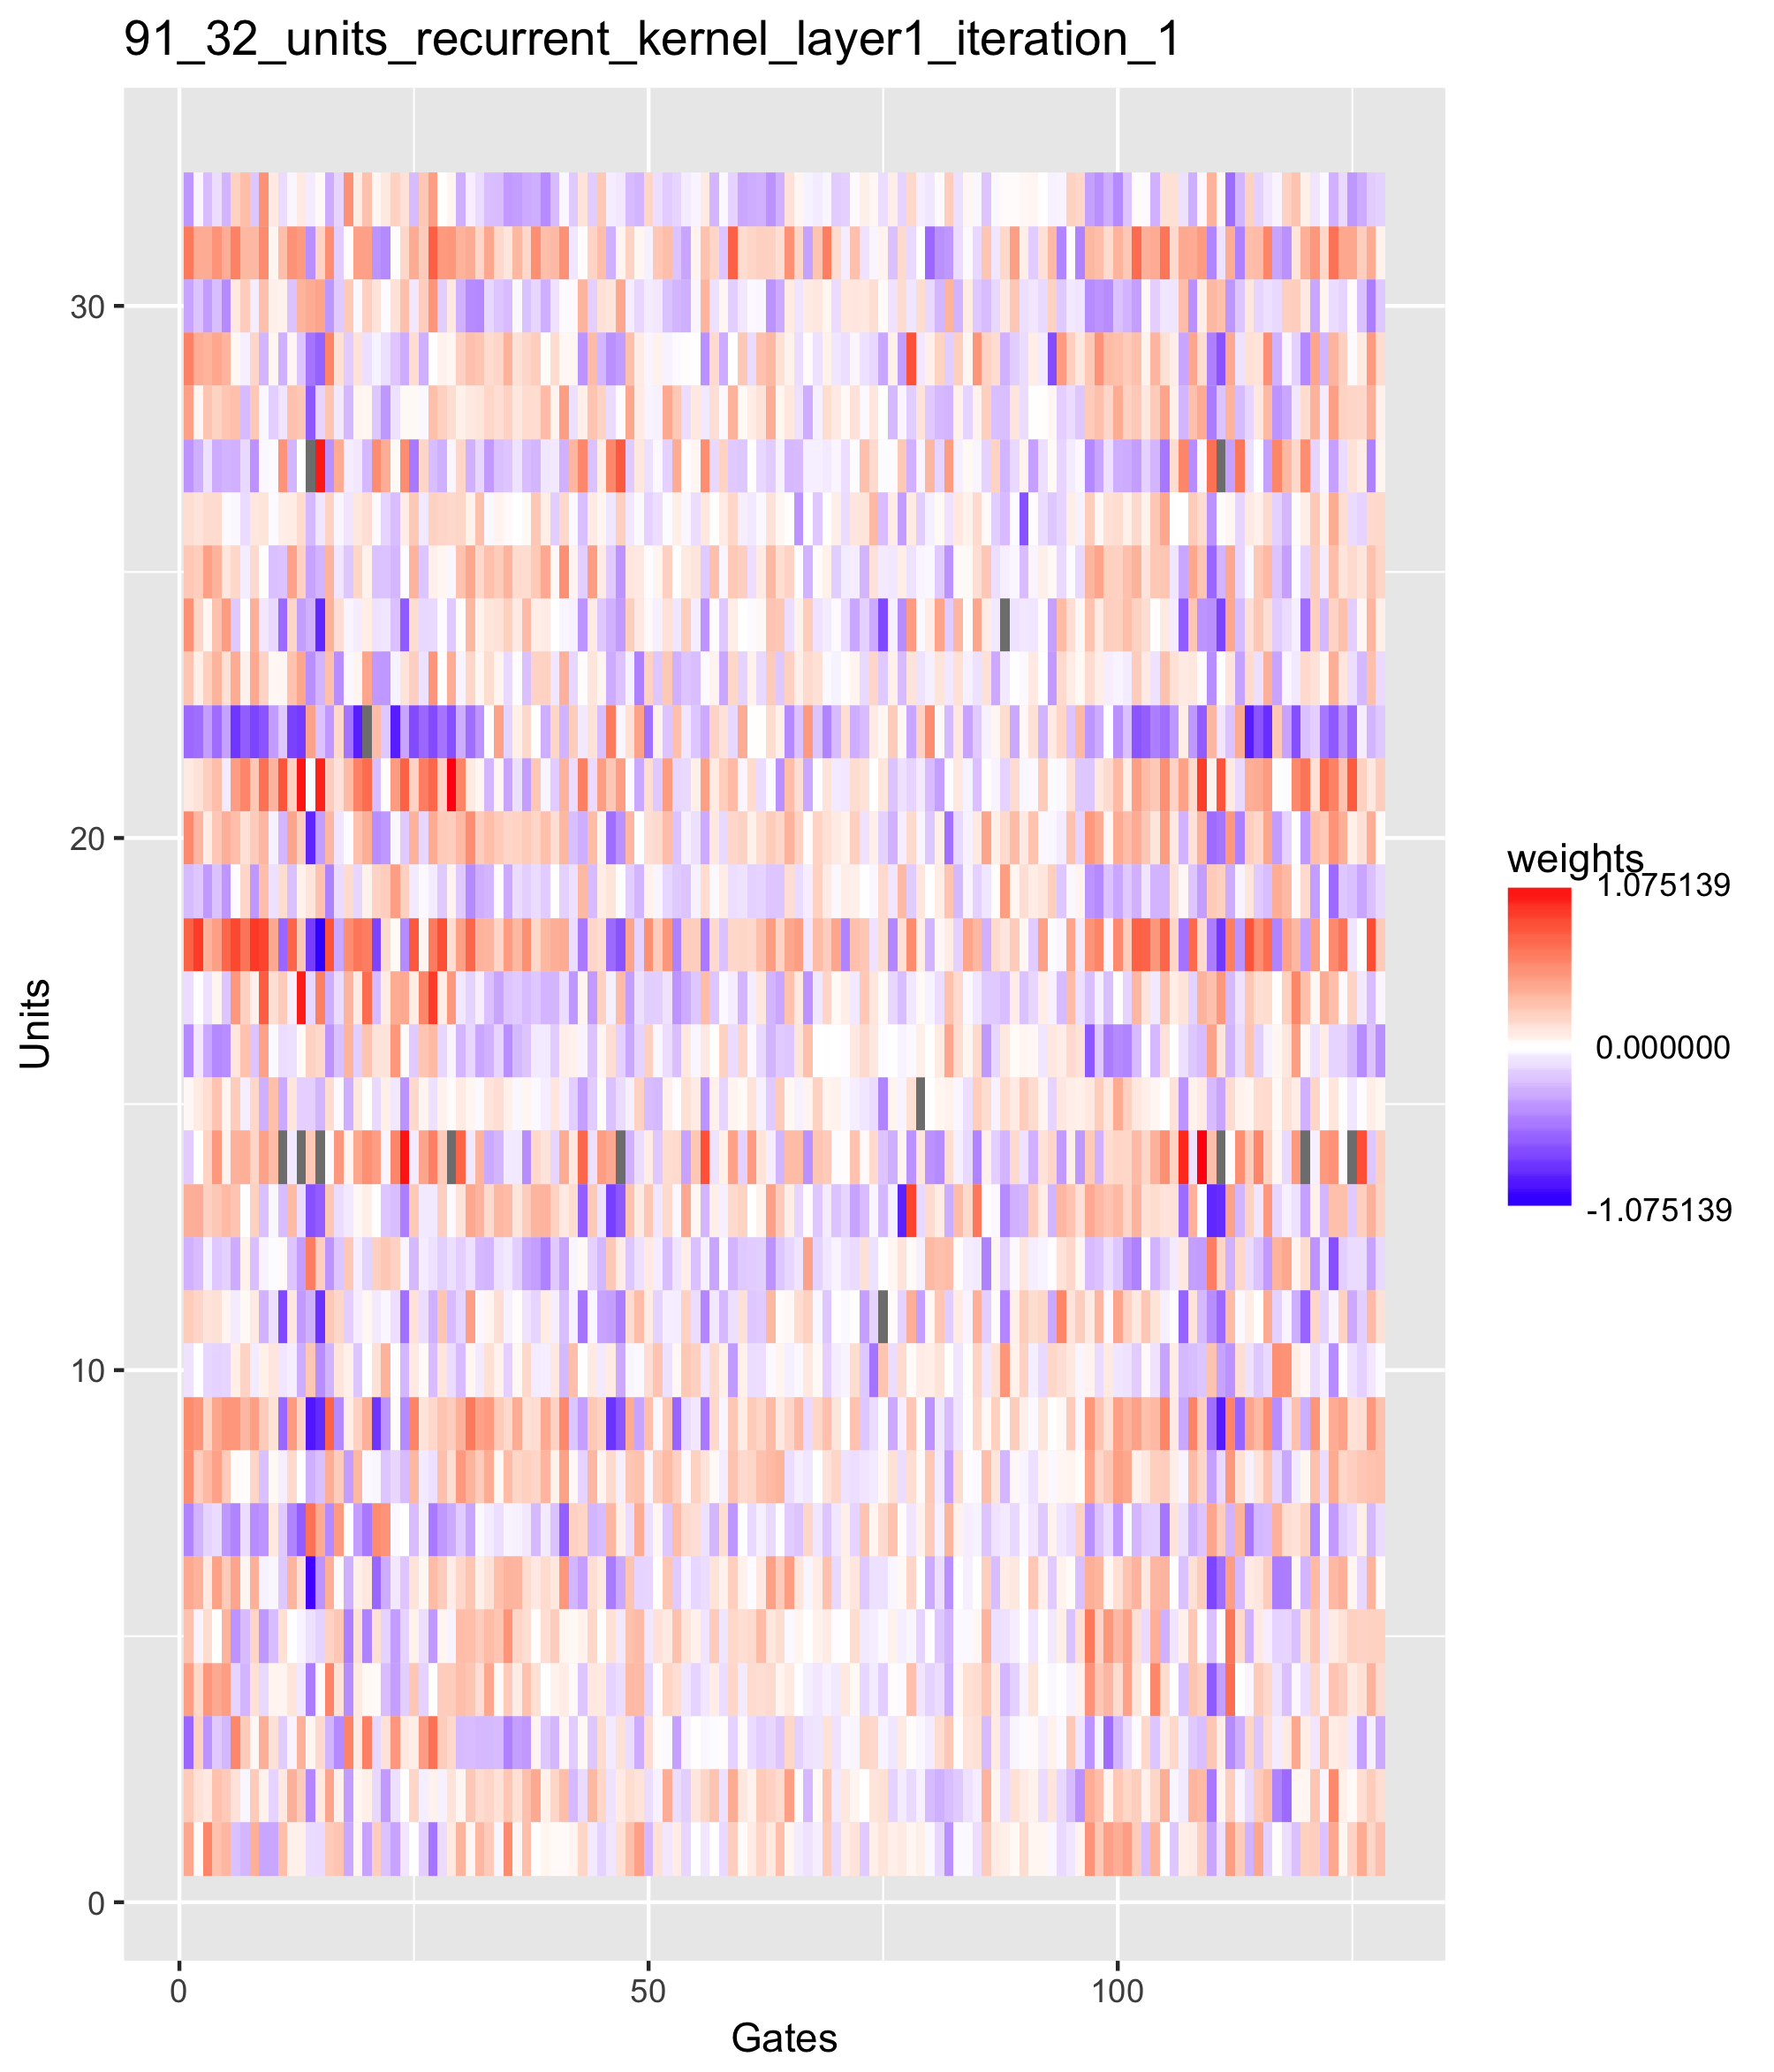 91_32_units_recurrent_kernel_layer1_iteration_1
30
20
10
0
Units
0 50 100
Gates
weights
1.075139
0.000000
-1.075139